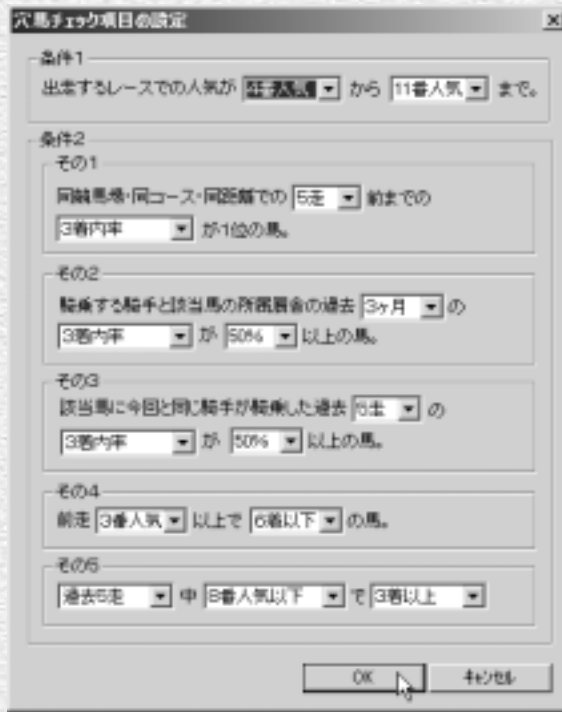 穴馬チェック項目の設定
条件1
出走するレースでの人気が 番人気 から 11番人気 まで。
条件2
その1
同競馬場・同コース・同距離での 5走 前までの
3着内率 が1位の馬。
その2
騎乗する騎手と該当馬の所属厩舎の過去 3ヶ月 の
3着内率 が 50% 以上の馬。
その3
該当馬に今回と同じ騎手が騎乗した過去 5走 の
3着内率 が 50% 以上の馬。
その4
前走 3番人気 以上で 6着以下 の馬。
その5
過去5走 中 8番人気以下 で 3着以上
OK キャンセル